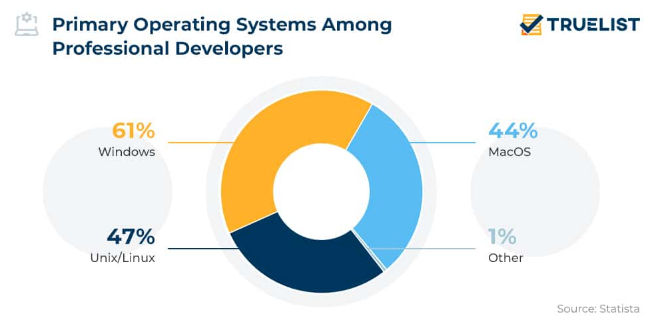 Primary Operating Systems Among
Professional Developers
TRUELIST
61%
Windows
44%
MacOS
47%
Unix/Linux
1%
Other
Source: Statista